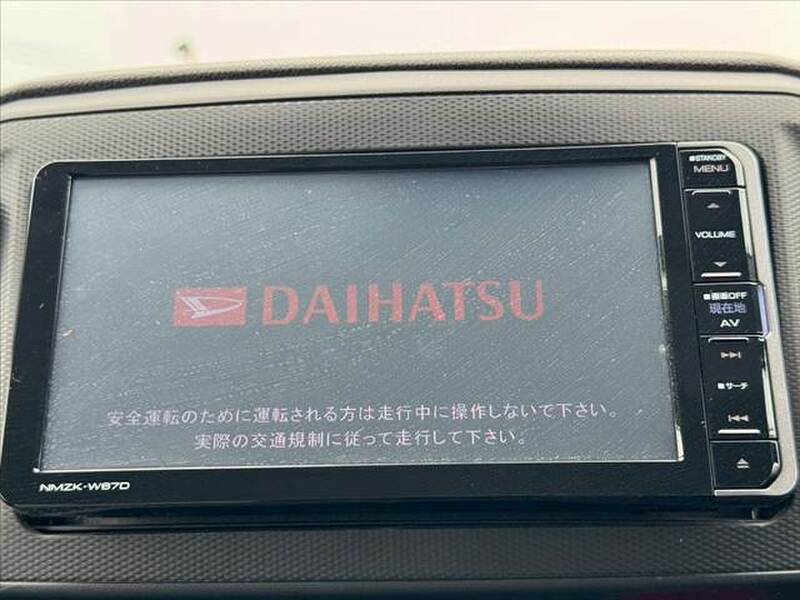 STANDBY
MENU
VOLUME
DAIHATSU
画面OFF
現在地
AV
サーチ
安全運転のために運転される方は走行中に操作しないで下さい。
実際の交通規制に従って走行して下さい。
NMZK-W67D